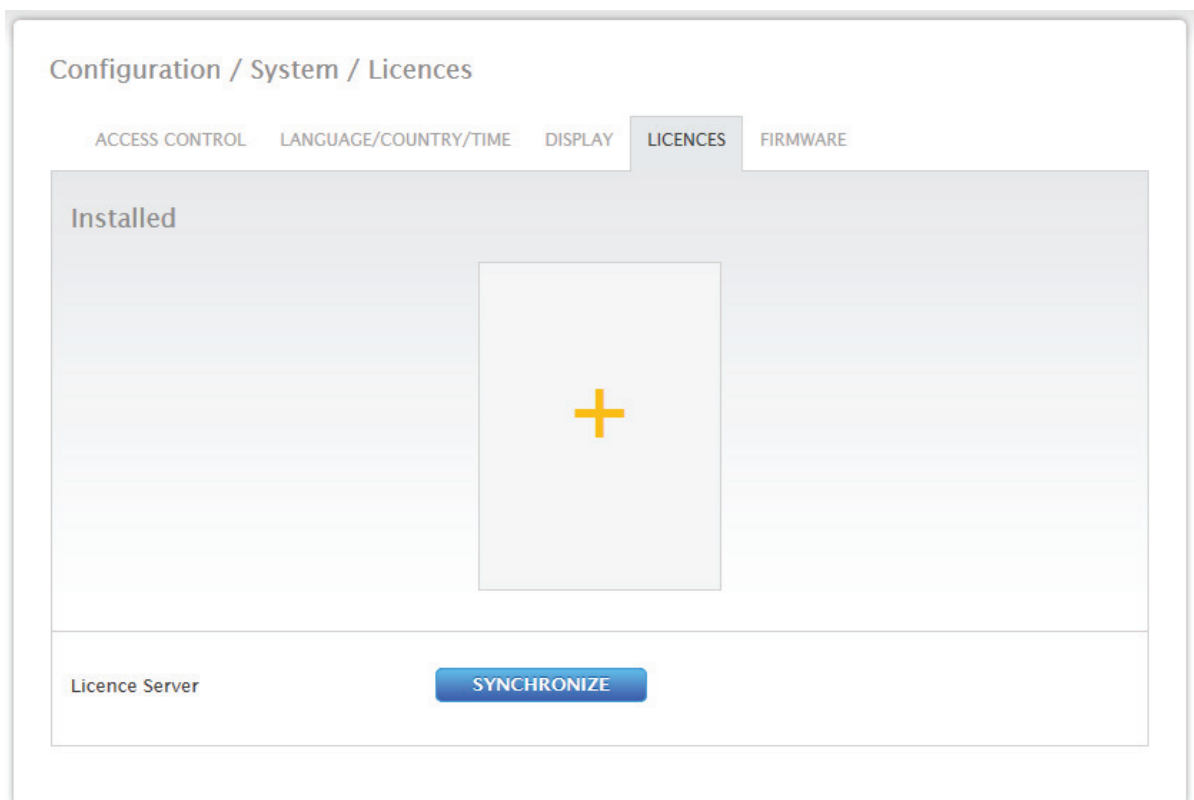 Configuration / System / Licences
ACCESS CONTROL LANGUAGE/COUNTRY/TIME DISPLAY LICENCES FIRMWARE
Installed
+
Licence Server SYNCHRONIZE